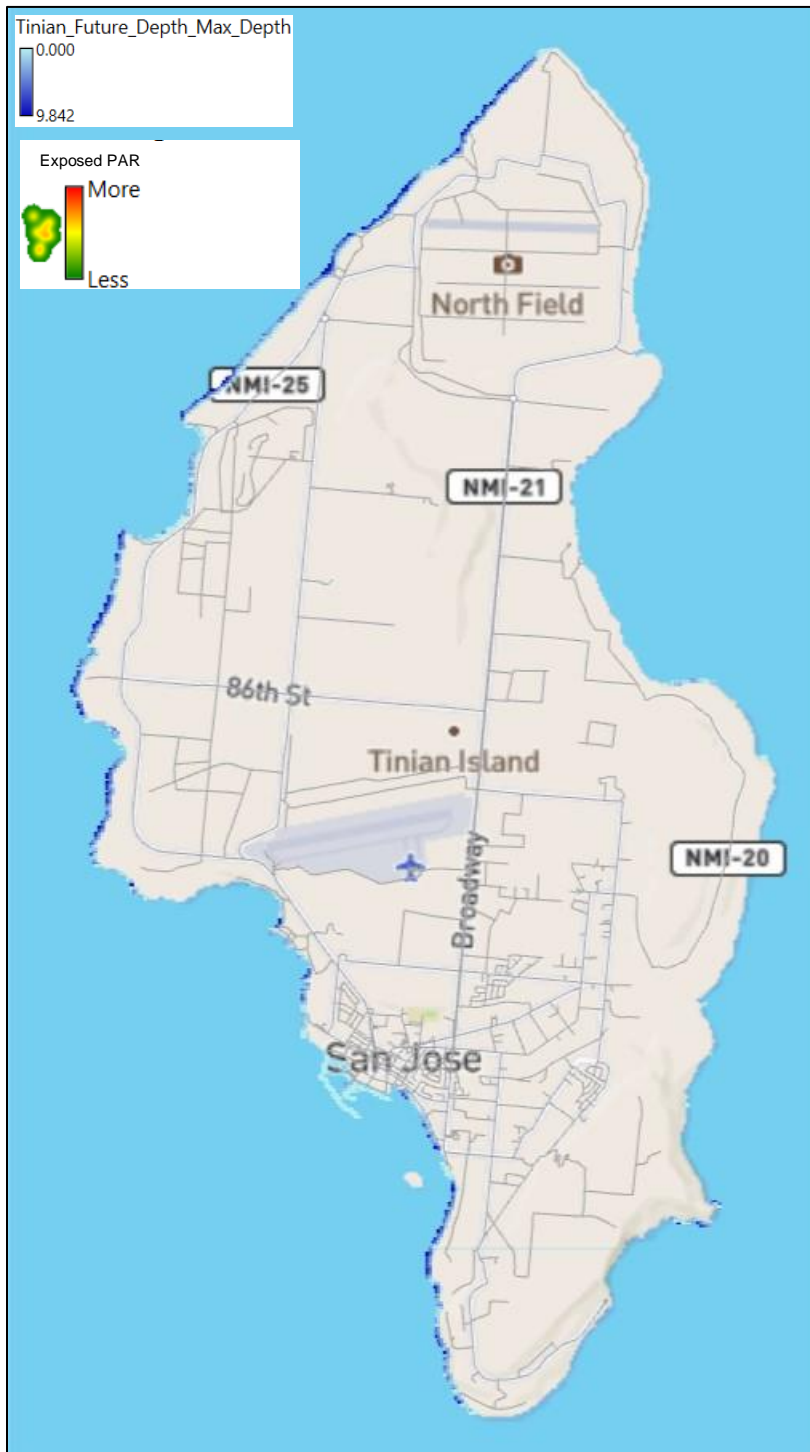 Tinian_Future_Depth_Max_Depth
0.000
9.842
Exposed PAR
More
Less
North Field
NMI-25
NMI-21
86th St
Tinian Island
NMI-20
Broadway
San Jose